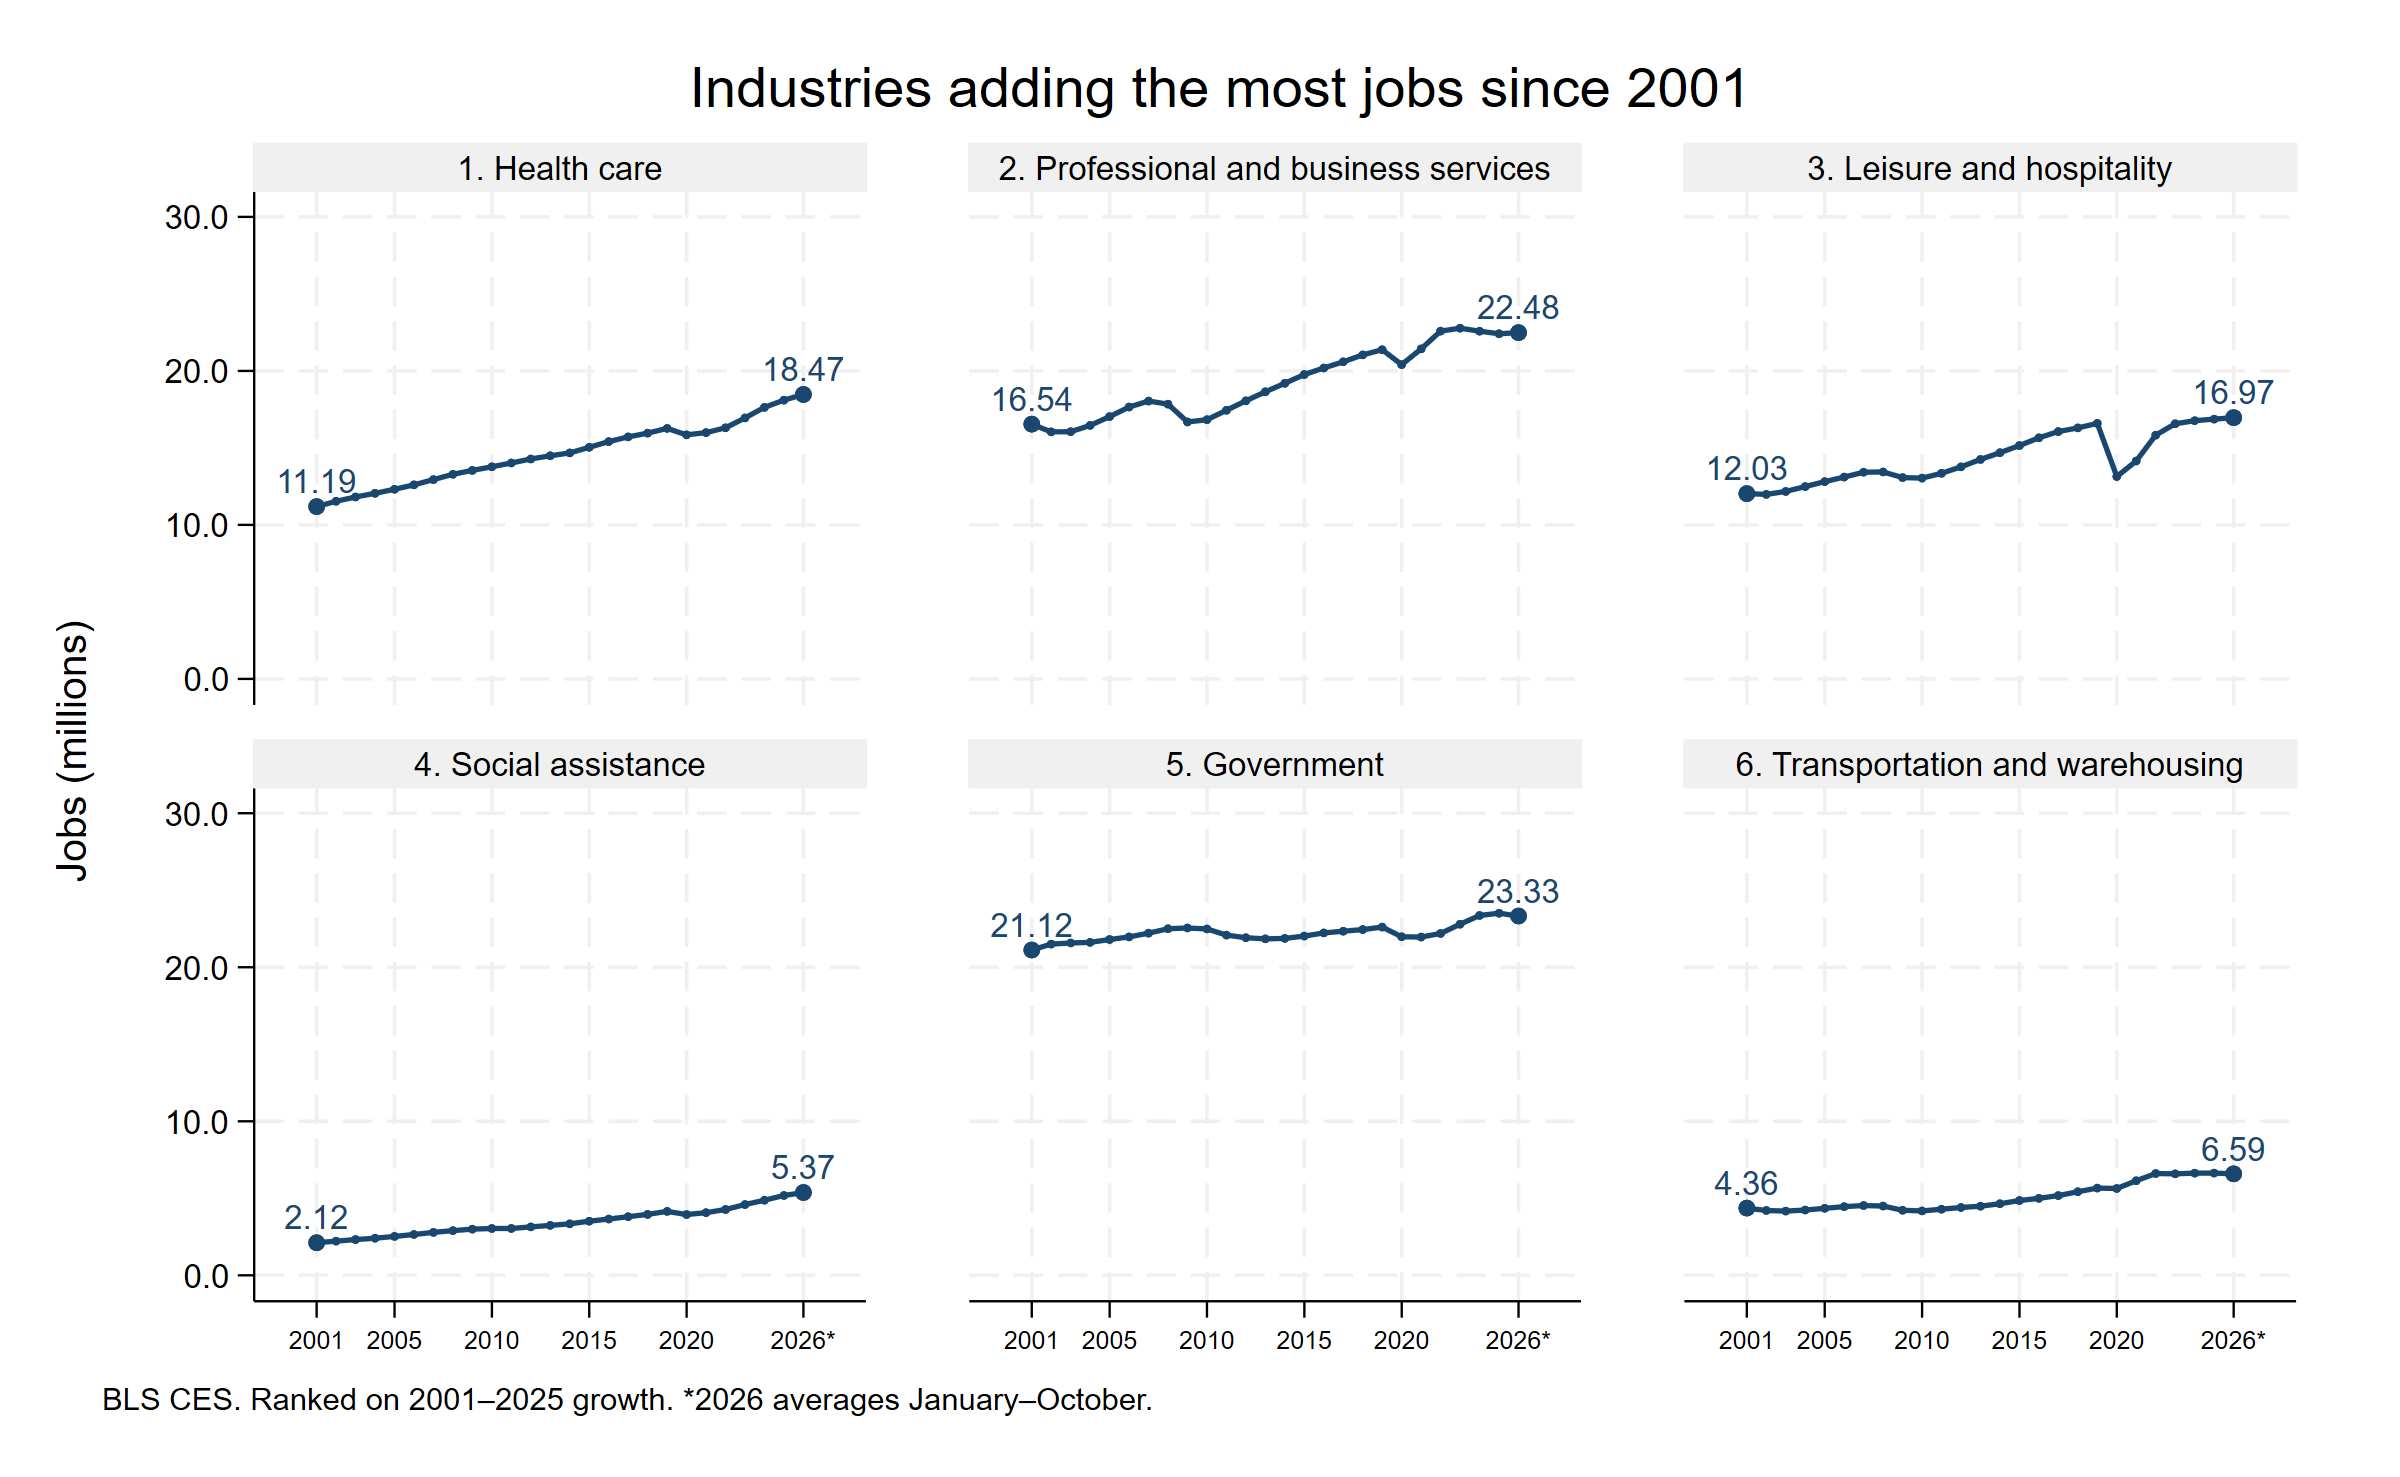 Industries adding the most jobs since 2001
1. Health care
2. Professional and business services
3. Leisure and hospitality
Jobs (millions)
30.0
20.0
10.0
0.0
11.19
18.47
16.54
22.48
12.03
16.97
4. Social assistance
5. Government
6. Transportation and warehousing
30.0
20.0
10.0
0.0
2.12
5.37
21.12
23.33
4.36
6.59
2001 2005 2010 2015 2020 2026*
2001 2005 2010 2015 2020 2026*
2001 2005 2010 2015 2020 2026*
BLS CES. Ranked on 2001–2025 growth. *2026 averages January–October.